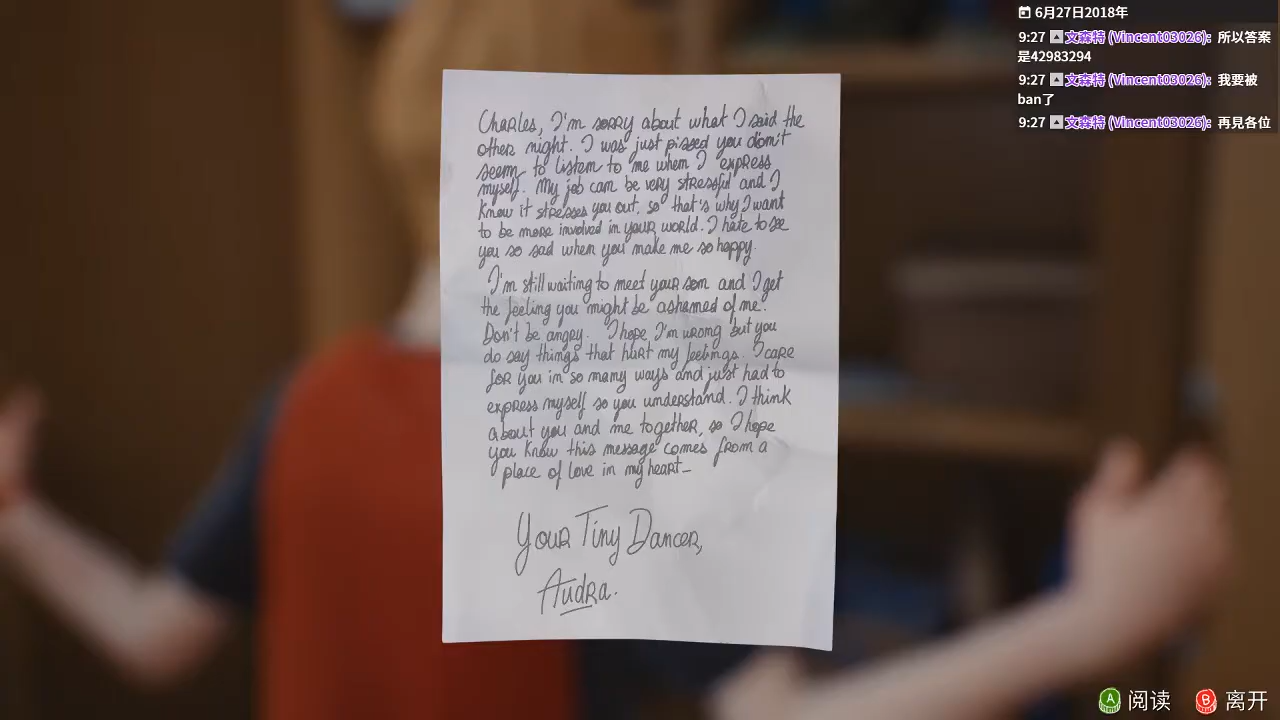 6月27日2018年
9:27 文森特 (Vincent03026): 所以答案
是42983294
9:27 文森特 (Vincent03026): 我要被
ban了
9:27 文森特 (Vincent03026): 再見各位
Charles, I'm sorry about what I said the
other night. I was just pissed you don't
seem to listen to me when I express
myself. My job can be very stressful and I
know it stresses you out, so that's why I want
to be more involved in your world. I hate to see
you so sad when you make me so happy.
I'm still waiting to meet your son and I get
the feeling you might be ashamed of me.
Don't be angry. I hope I'm wrong but you
do say things that hurt my feelings. I care
for you in so many ways and just had to
express myself so you understand. I think
about you and me together, so I hope
you know this message comes from a
place of love in my heart—
Your Tiny Dancer,
Audra.
A 阅读 B 离开